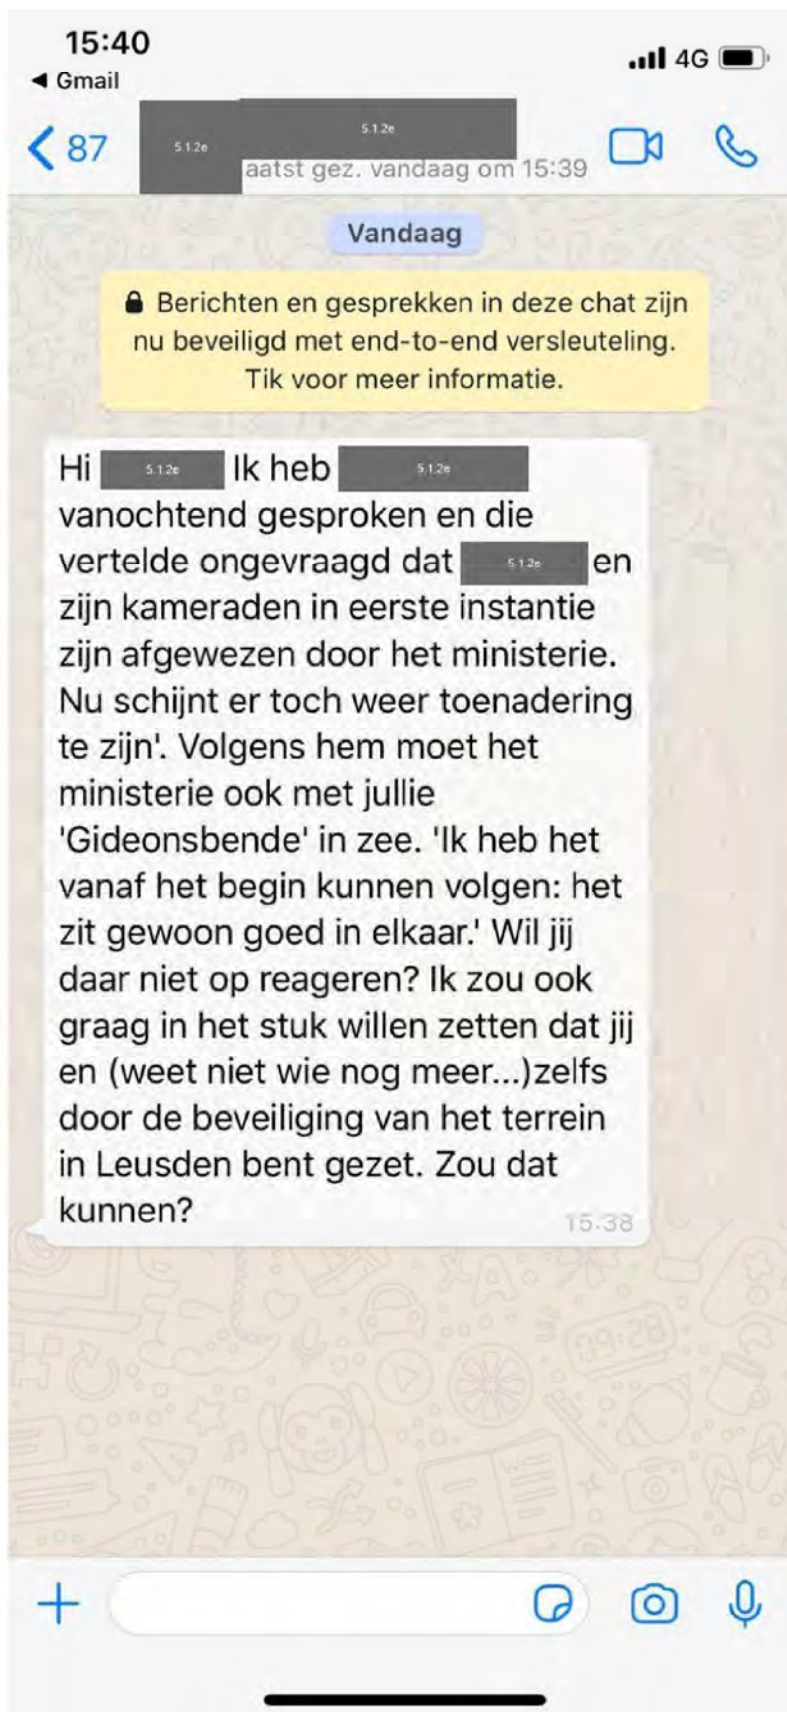 15:40
4G
◀ Gmail
87
5.1.2e
5.1.2e
aatst gez. vandaag om 15:39
Vandaag
Berichten en gesprekken in deze chat zijn
nu beveiligd met end-to-end versleuteling.
Tik voor meer informatie.
Hi 5.1.2e Ik heb 5.1.2e
vanochtend gesproken en die
vertelde ongevraagd dat 5.1.2e en
zijn kameraden in eerste instantie
zijn afgewezen door het ministerie.
Nu schijnt er toch weer toenadering
te zijn'. Volgens hem moet het
ministerie ook met jullie
'Gideonsbende' in zee. 'Ik heb het
vanaf het begin kunnen volgen: het
zit gewoon goed in elkaar.' Wil jij
daar niet op reageren? Ik zou ook
graag in het stuk willen zetten dat jij
en (weet niet wie nog meer...)zelfs
door de beveiliging van het terrein
in Leusden bent gezet. Zou dat
kunnen?
15:38
09:28